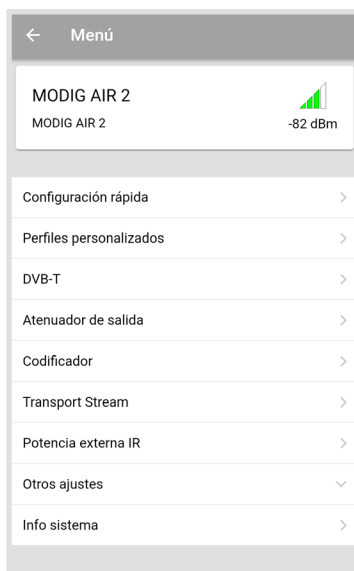 Menú
MODIG AIR 2
MODIG AIR 2
-82 dBm
Configuración rápida
Perfiles personalizados
DVB-T
Atenuador de salida
Codificador
Transport Stream
Potencia externa IR
Otros ajustes
Info sistema